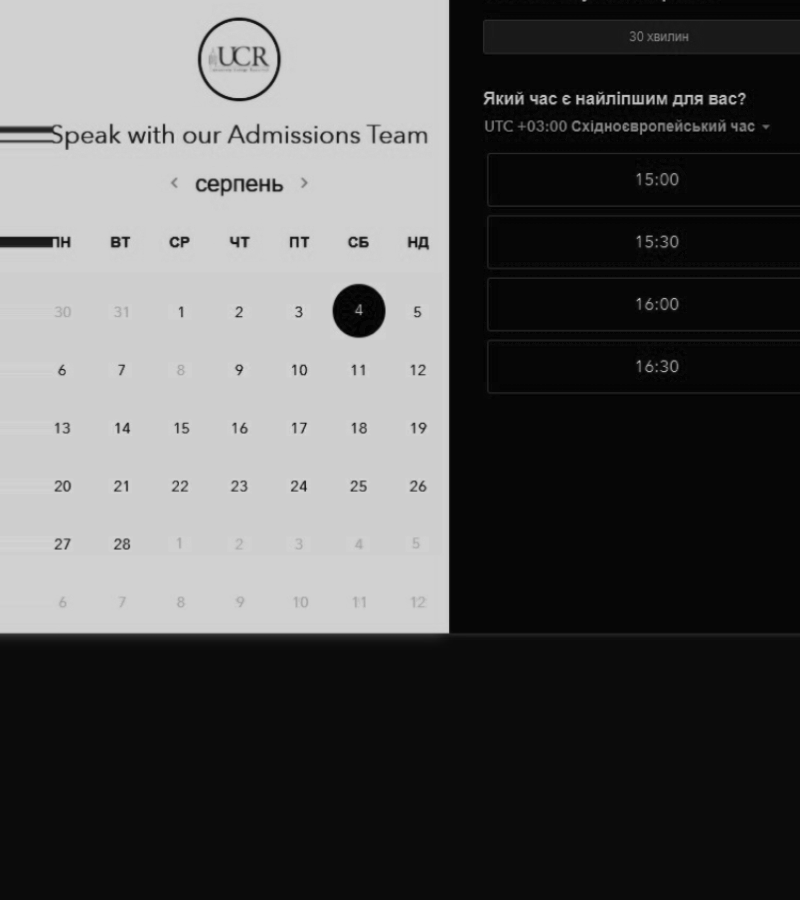 UCR
Speak with our Admissions Team
< серпень >
ПН ВТ СР ЧТ ПТ СБ НД
30 31 1 2 3 4 5
6 7 8 9 10 11 12
13 14 15 16 17 18 19
20 21 22 23 24 25 26
27 28 1 2 3 4 5
6 7 8 9 10 11 12
30 хвилин
Який час є найліпшим для вас?
UTC +03:00 Східноєвропейський час
15:00
15:30
16:00
16:30